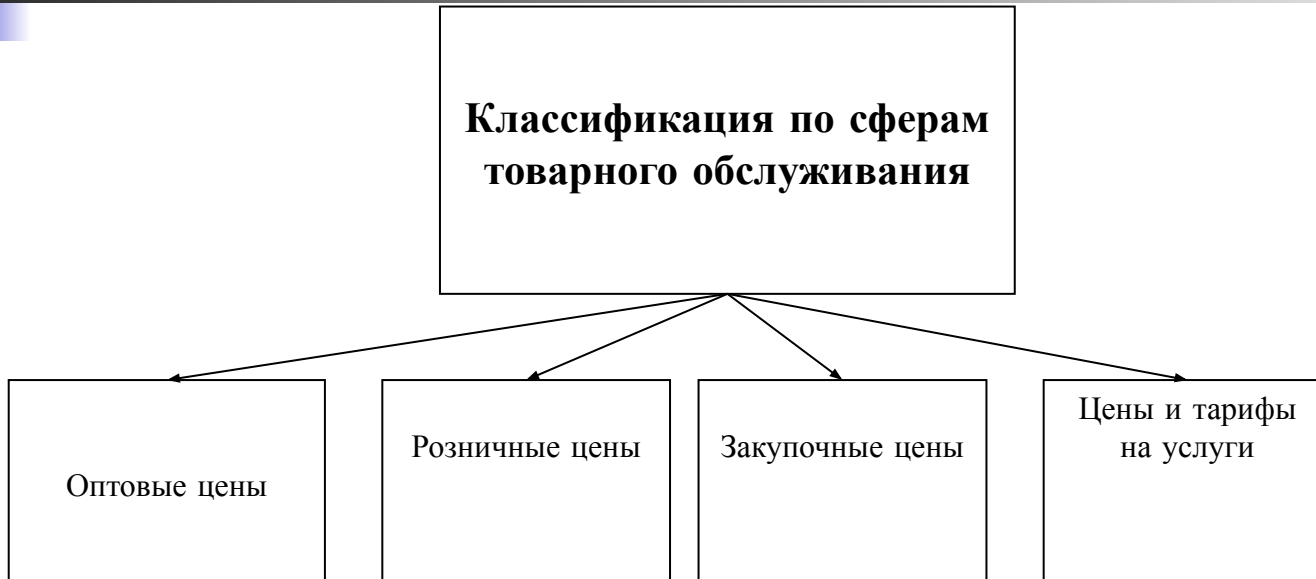 Классификация по сферам
товарного обслуживания
Оптовые цены
Розничные цены
Закупочные цены
Цены и тарифы
на услуги